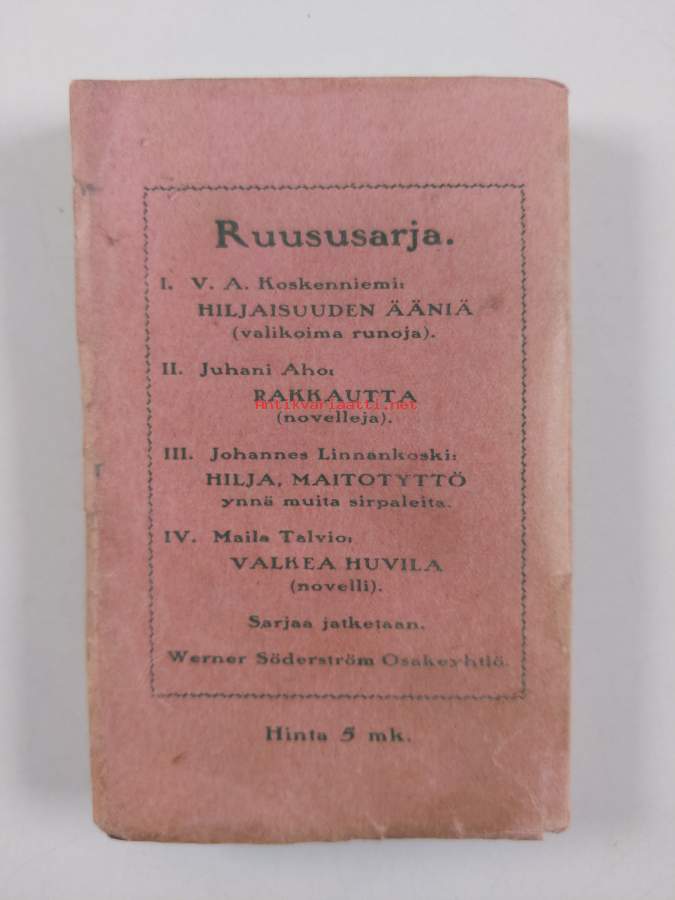 Ruususarja.
I. V. A. Koskenniemi:
HILJAISUUDEN ÄÄNIÄ
(valikoima runoja).
II. Juhani Aho:
RAKKAUTTA
Antikvariaatti.net
(novelleja).
III. Johannes Linnankoski:
HILJA, MAITOTYTTÖ
ynnä muita sirpaleita.
IV. Maila Talvio:
VALKEA HUVILA
(novelli).
Sarjaa jatketaan.
Werner Söderström Osakeyhtiö.
Hinta 5 mk.